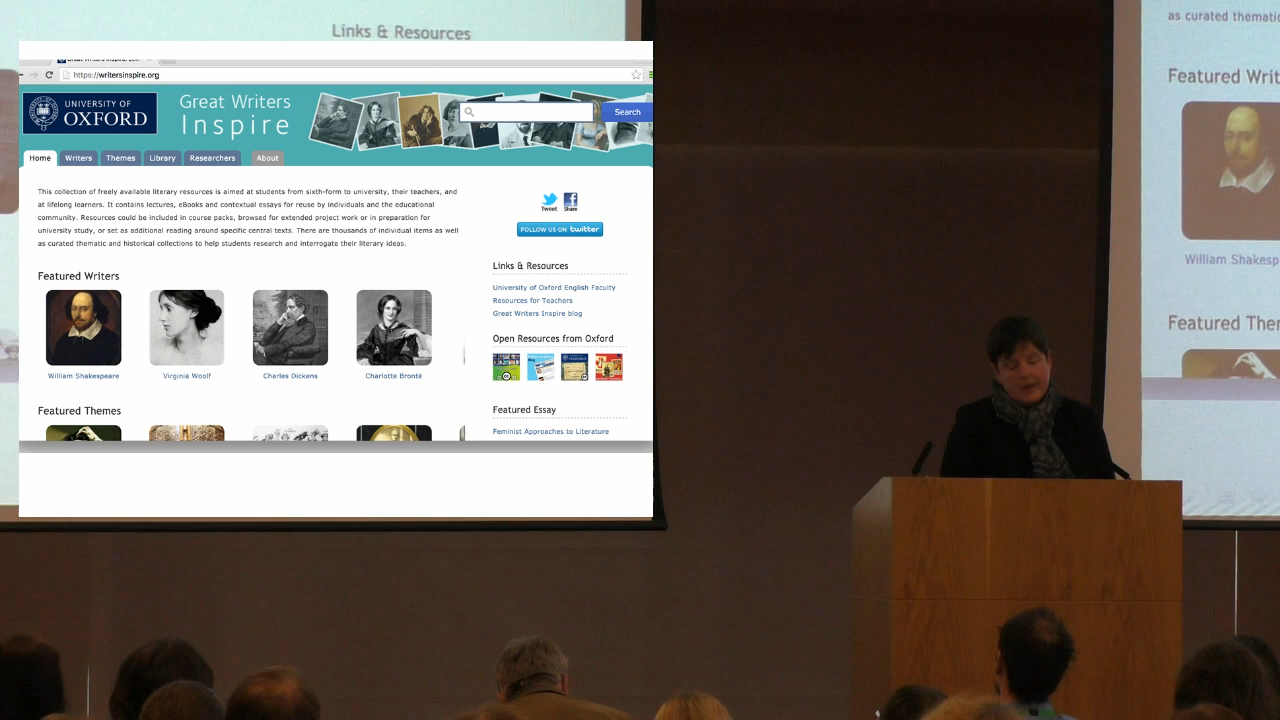 Links & Resources
as curated themati
Great Writers Inspire
https://writersinspire.org
UNIVERSITY OF
OXFORD
Great Writers
Inspire
Search
Home
Writers
Themes
Library
Researchers
About
This collection of freely available literary resources is aimed at students from sixth-form to university, their teachers, and
at lifelong learners. It contains lectures, eBooks and contextual essays for reuse by individuals and the educational
community. Resources could be included in course packs, browsed for extended project work or in preparation for
university study, or set as additional reading around specific central texts. There are thousands of individual items as well
as curated thematic and historical collections to help students research and interrogate their literary ideas.
Tweet
Share
FOLLOW US ON twitter
Featured Writers
William Shakespeare
Virginia Woolf
Charles Dickens
Charlotte Brontë
Featured Themes
Links & Resources
University of Oxford English Faculty
Resources for Teachers
Great Writers Inspire blog
Open Resources from Oxford
OXFORD
Featured Essay
Feminist Approaches to Literature
Featured Writ
William Shakesp
Featured Them